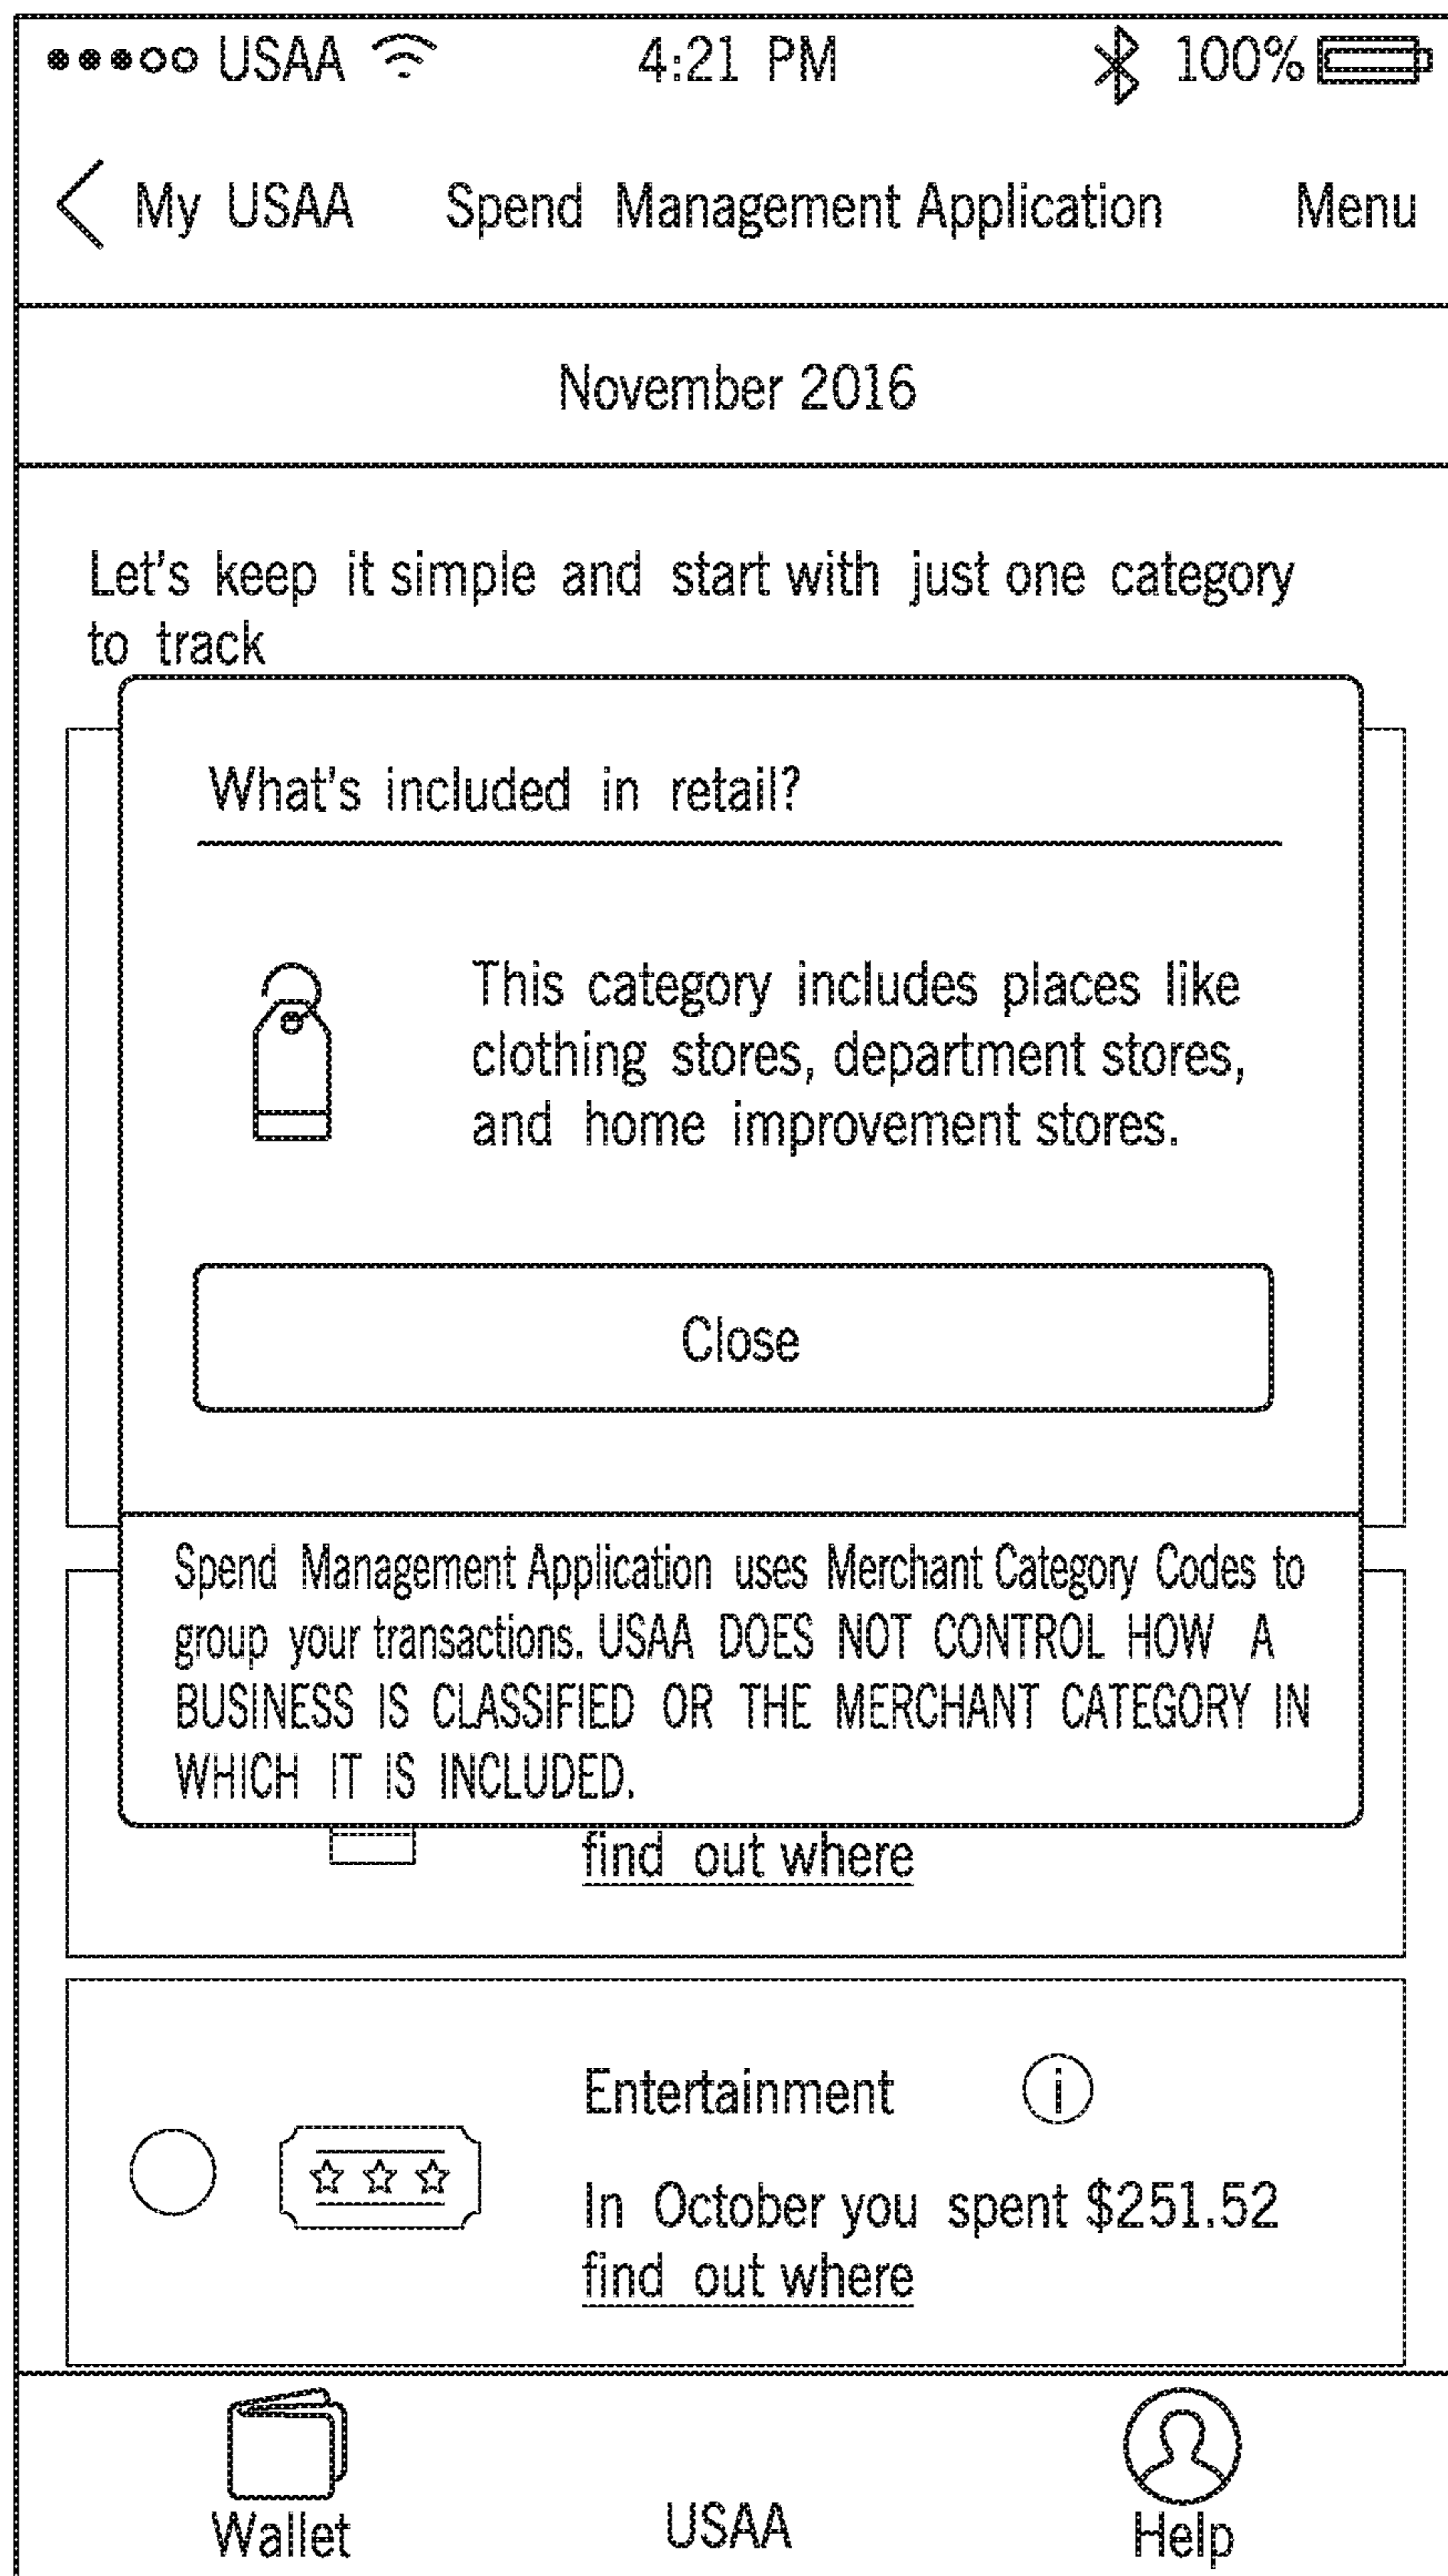 USAA 4:21 PM 100%
My USAA Spend Management Application Menu
November 2016
Let's keep it simple and start with just one category
to track
What's included in retail?
This category includes places like
clothing stores, department stores,
and home improvement stores.
Close
Spend Management Application uses Merchant Category Codes to
group your transactions. USAA DOES NOT CONTROL HOW A
BUSINESS IS CLASSIFIED OR THE MERCHANT CATEGORY IN
WHICH IT IS INCLUDED.
find out where
Entertainment i
In October you spent $251.52
find out where
Wallet USAA Help